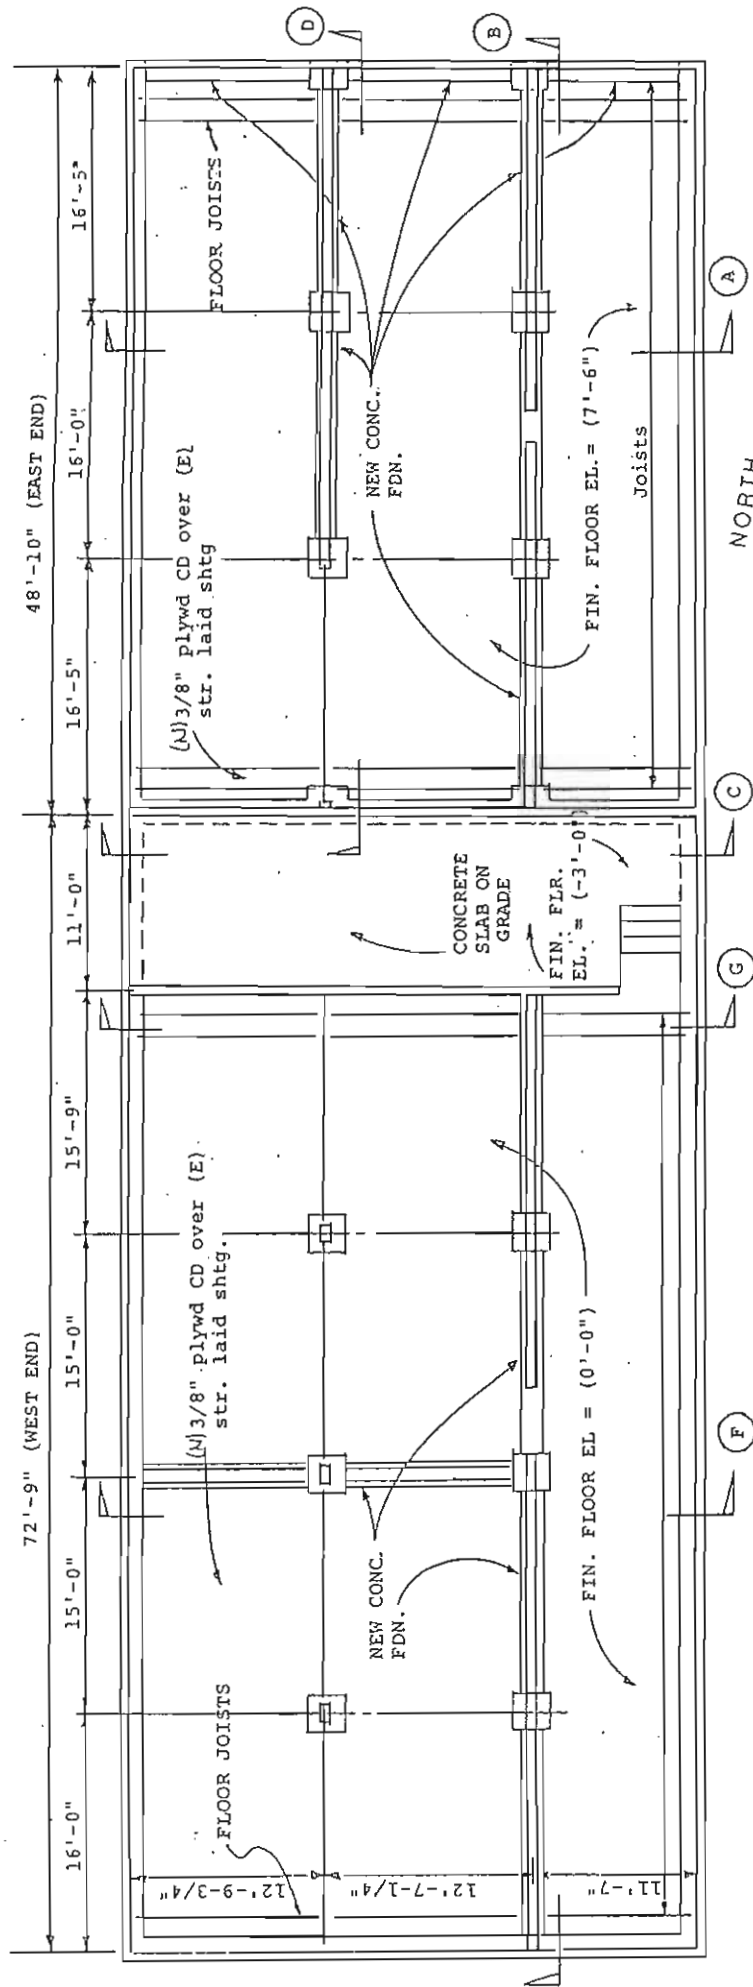 72'-9" (WEST END)
48'-10" (EAST END)
16'-0"
15'-0"
15'-0"
15'-9"
11'-0"
16'-5"
16'-0"
16'-5"
D
B
FLOOR JOISTS
(N) 3/8" plywd CD over (E)
str. laid shtg.
(N) 3/8" plywd CD over (E)
str. laid shtg
FLOOR JOISTS
12'-9-3/4"
12'-7-1/4"
11'-7"
NEW CONC.
FDN.
CONCRETE
SLAB ON
GRADE
NEW CONC.
FDN.
FIN. FLOOR EL = (0'-0")
FIN. FLR.
EL. = (-3'-0")
FIN. FLOOR EL. = (7'-6")
Joists
F
G
C
A
NORTH